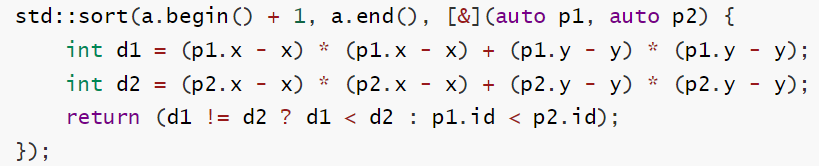 std::sort(a.begin() + 1, a.end(), [&](auto p1, auto p2) {
    int d1 = (p1.x - x) * (p1.x - x) + (p1.y - y) * (p1.y - y);
    int d2 = (p2.x - x) * (p2.x - x) + (p2.y - y) * (p2.y - y);
    return (d1 != d2 ? d1 < d2 : p1.id < p2.id);
});